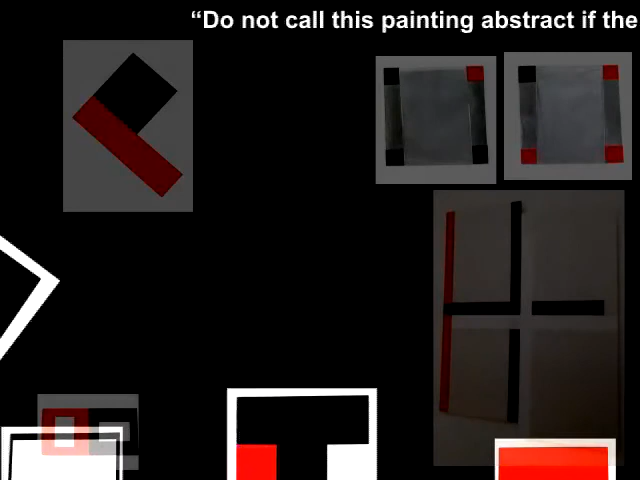 “Do not call this painting abstract if the